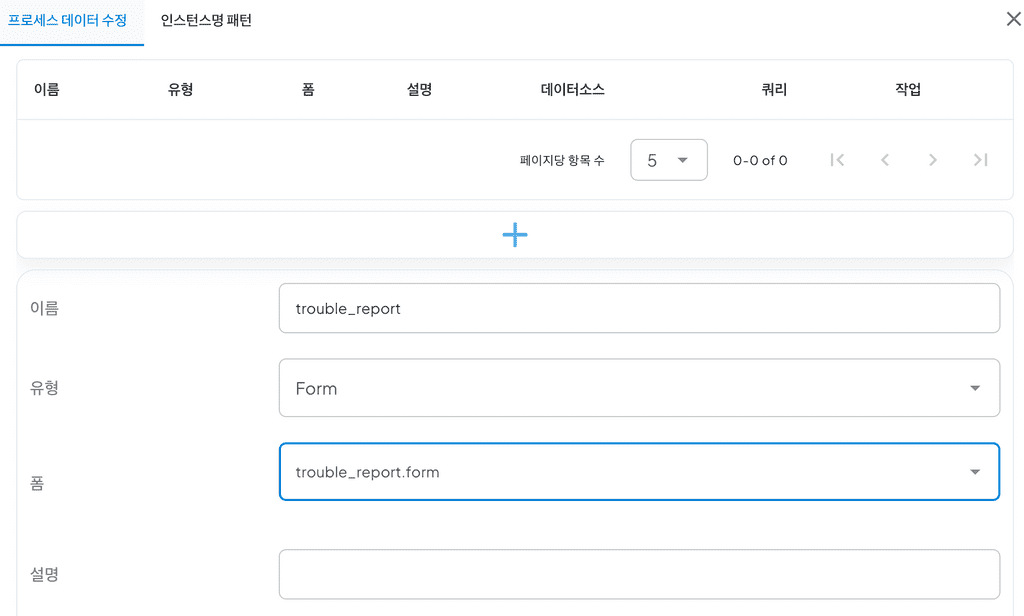 프로세스 데이터 수정 인스턴스명 패턴
이름 유형 폼 설명 데이터소스 쿼리 작업
페이지당 항목 수 5 0-0 of 0
이름 trouble_report
유형 Form
폼 trouble_report.form
설명